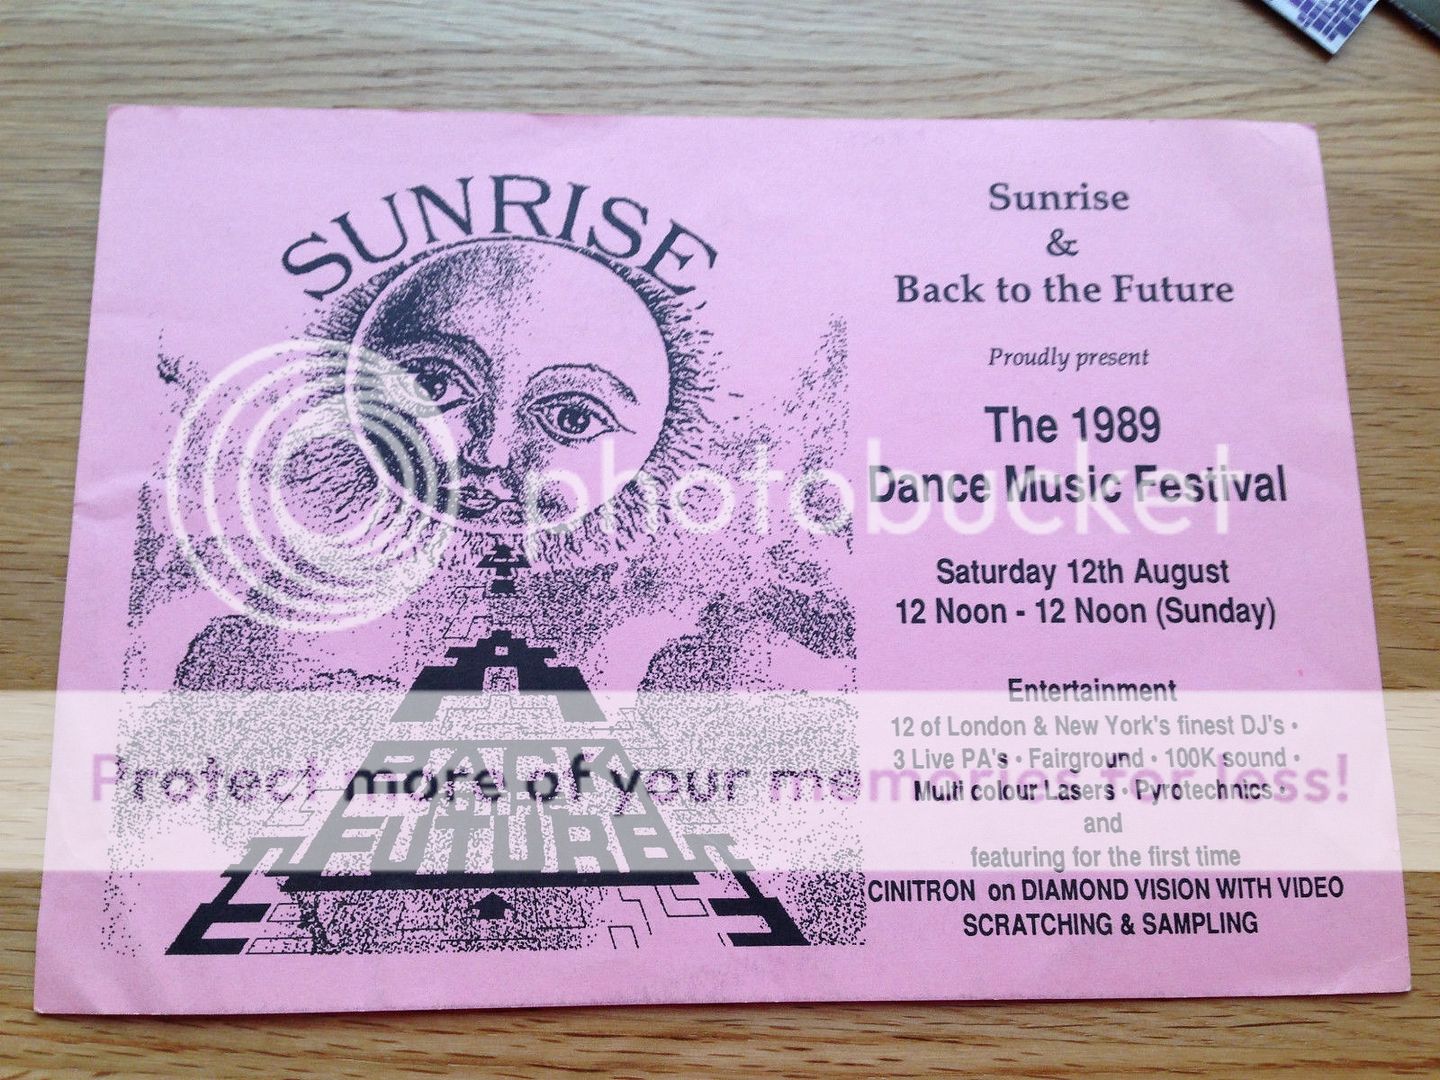 SUNRISE
BACK
FUTURE
Sunrise
&
Back to the Future
Proudly present
The 1989
Dance Music Festival
Saturday 12th August
12 Noon - 12 Noon (Sunday)
Entertainment
12 of London & New York's finest DJ's •
3 Live PA's • Fairground • 100K sound •
Multi colour Lasers • Pyrotechnics •
and
featuring for the first time
CINITRON on DIAMOND VISION WITH VIDEO
SCRATCHING & SAMPLING
photobucket
Protect more of your memories for less!